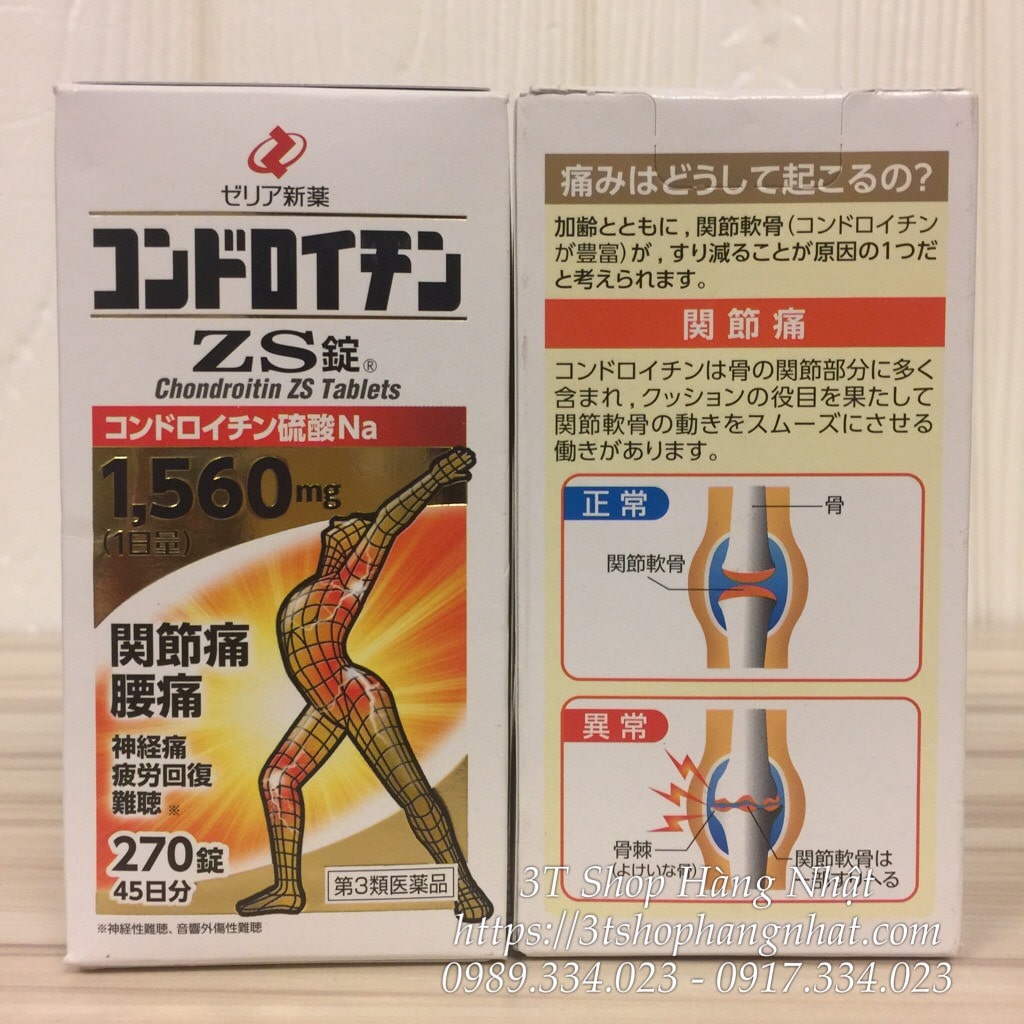 ゼリア新薬
コンドロイチン
ZS錠®
Chondroitin ZS Tablets
コンドロイチン硫酸Na
1,560mg
(1日量)
関節痛
腰痛
神経痛
疲労回復
難聴※
270錠
45日分
第3類医薬品
※神経性難聴、音響外傷性難聴
痛みはどうして起こるの?
加齢とともに,関節軟骨(コンドロイチン
が豊富)が,すり減ることが原因の1つだ
と考えられます。
関節痛
コンドロイチンは骨の関節部分に多く
含まれ,クッションの役目を果たして
関節軟骨の動きをスムーズにさせる
働きがあります。
正常
骨
関節軟骨
異常
骨棘
(よけいな骨)
関節軟骨は
一部すりへる
3T Shop Hàng Nhật
https://3tshophangnhat.com
0989.334.023 - 0917.334.023